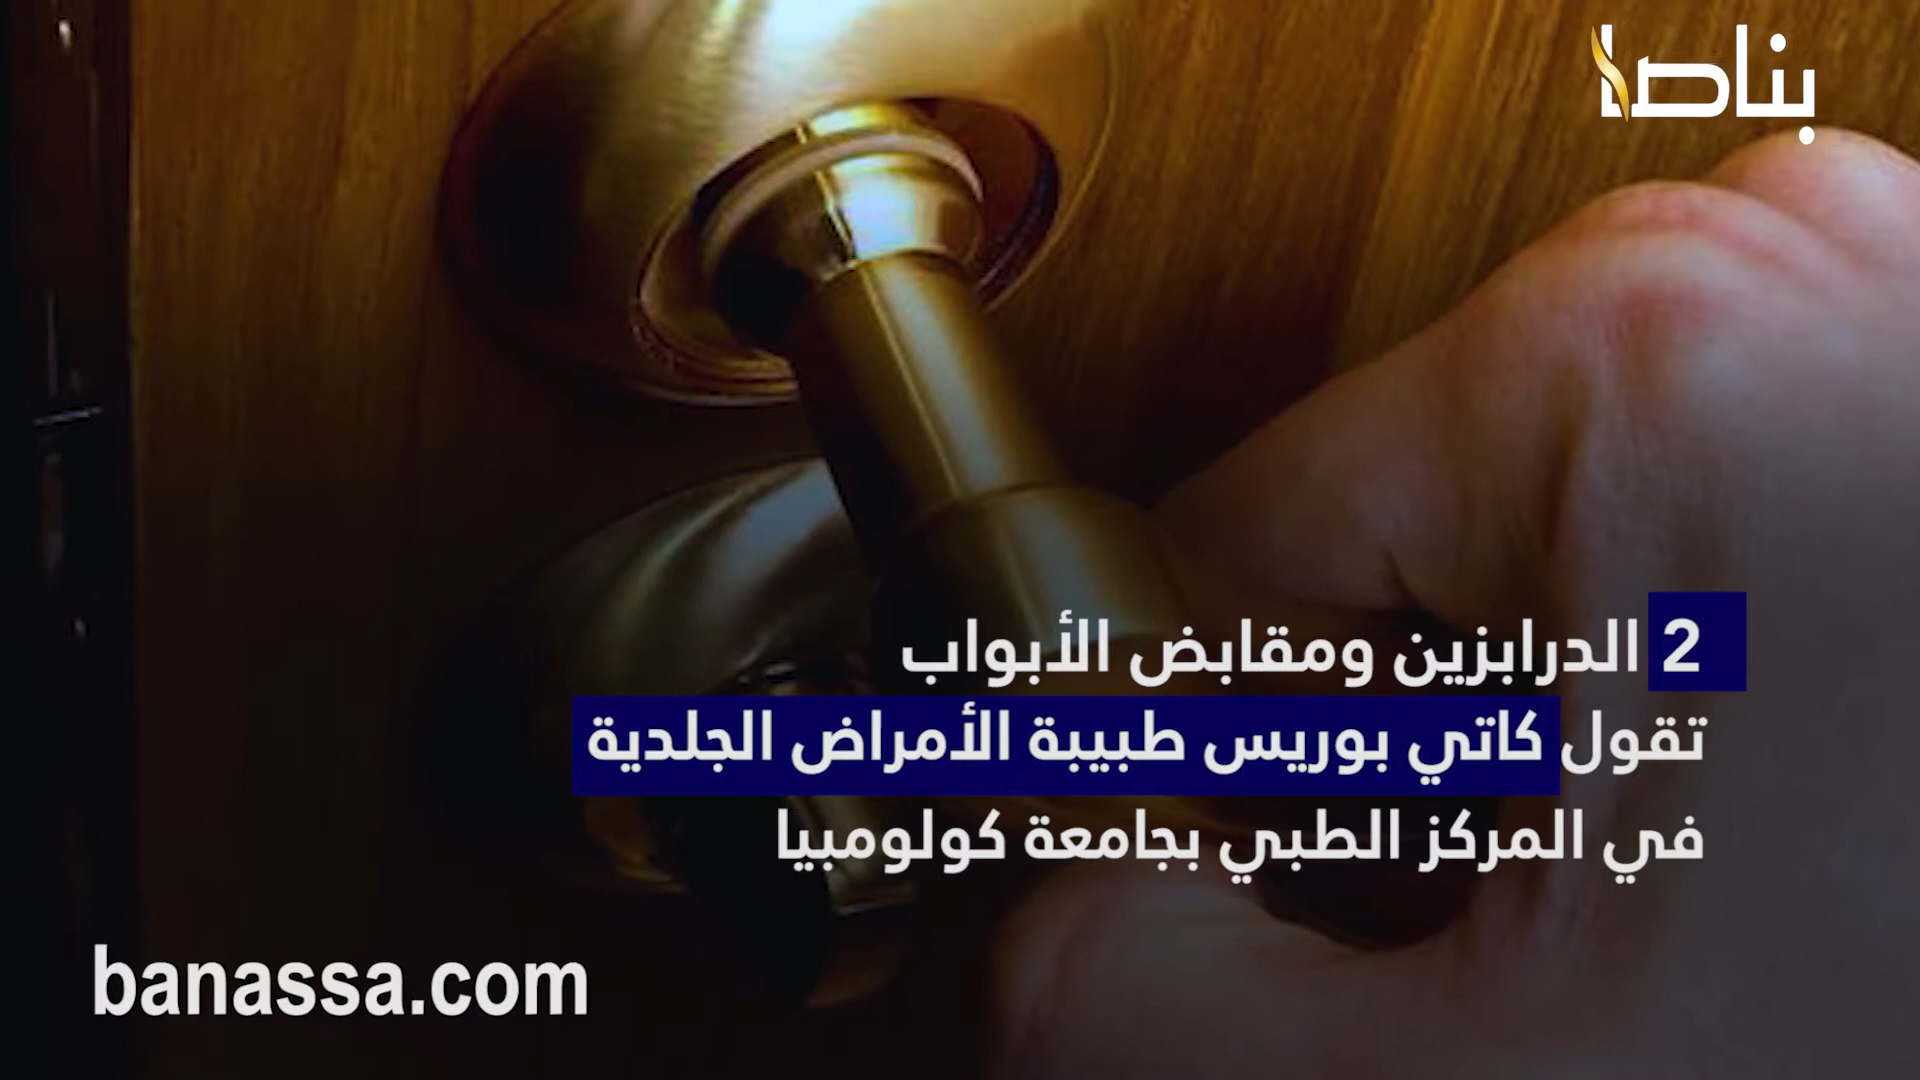 بناصا
2 الدرابزين ومقابض الأبواب
تقول كاتي بوريس طبيبة الأمراض الجلدية
في المركز الطبي بجامعة كولومبيا
banassa.com